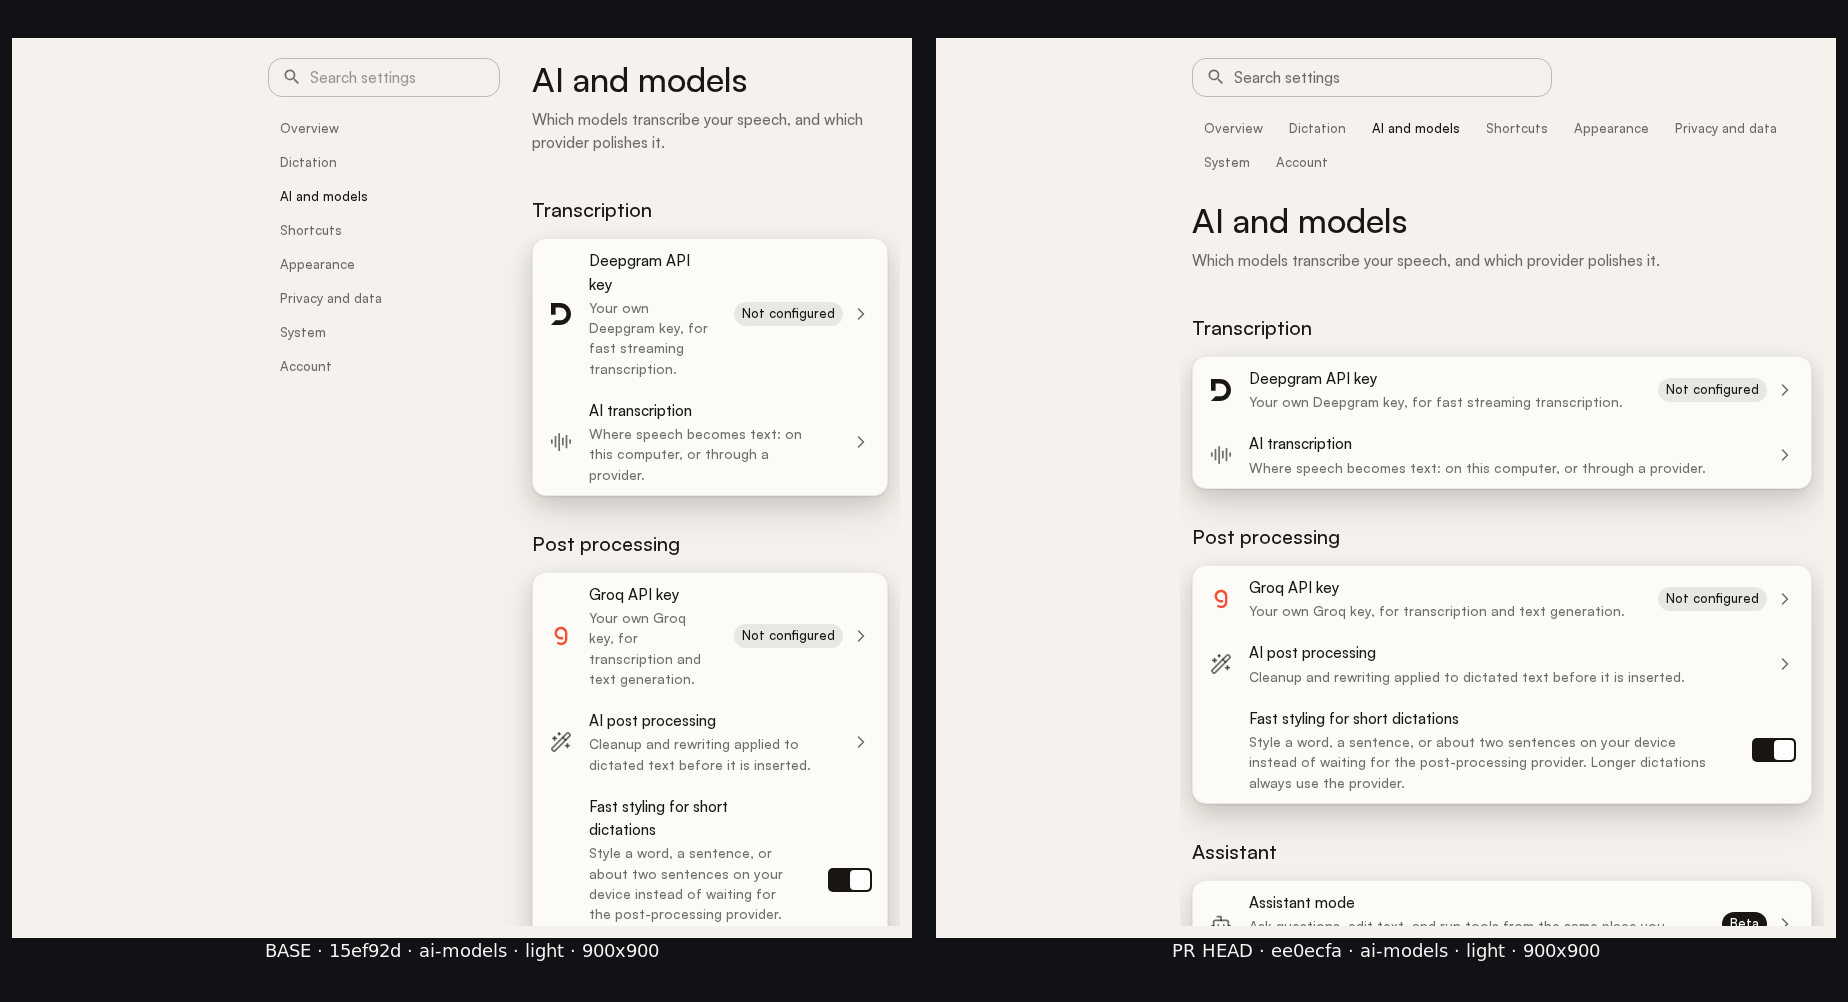 Search settings
Overview
Dictation
AI and models
Shortcuts
Appearance
Privacy and data
System
Account
AI and models
Which models transcribe your speech, and which
provider polishes it.
Transcription
Deepgram API
key
Your own
Deepgram key, for
fast streaming
transcription.
Not configured
AI transcription
Where speech becomes text: on
this computer, or through a
provider.
Post processing
Groq API key
Your own Groq
key, for
transcription and
text generation.
Not configured
AI post processing
Cleanup and rewriting applied to
dictated text before it is inserted.
Fast styling for short
dictations
Style a word, a sentence, or
about two sentences on your
device instead of waiting for
the post-processing provider.
BASE · 15ef92d · ai-models · light · 900x900
Search settings
Overview Dictation AI and models Shortcuts Appearance Privacy and data
System Account
AI and models
Which models transcribe your speech, and which provider polishes it.
Transcription
Deepgram API key
Your own Deepgram key, for fast streaming transcription.
Not configured
AI transcription
Where speech becomes text: on this computer, or through a provider.
Post processing
Groq API key
Your own Groq key, for transcription and text generation.
Not configured
AI post processing
Cleanup and rewriting applied to dictated text before it is inserted.
Fast styling for short dictations
Style a word, a sentence, or about two sentences on your device
instead of waiting for the post-processing provider. Longer dictations
always use the provider.
Assistant
Assistant mode
Ask questions, edit text, and run tools from the same place you
Beta
PR HEAD · ee0ecfa · ai-models · light · 900x900